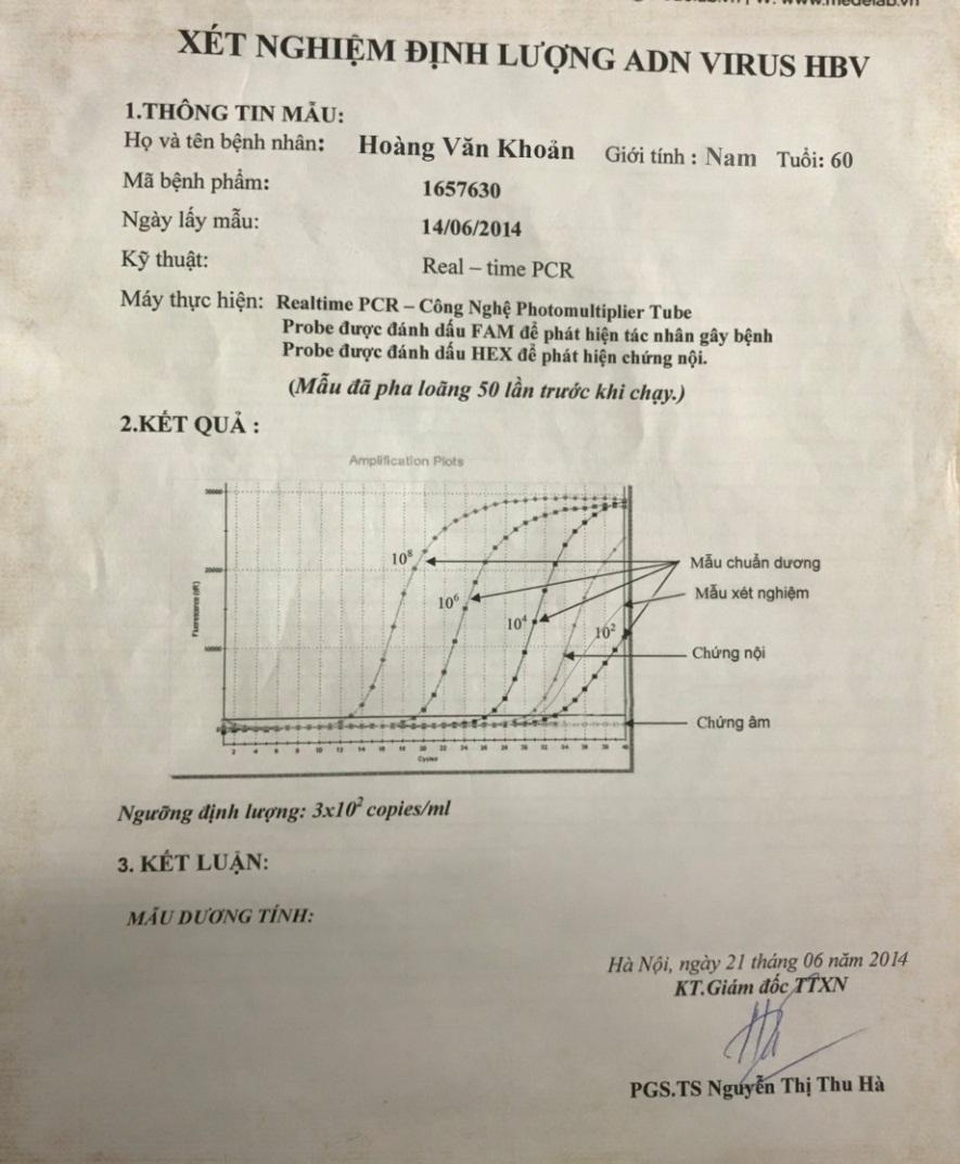 www.medelab.vn
XÉT NGHIỆM ĐỊNH LƯỢNG ADN VIRUS HBV
1.THÔNG TIN MẪU:
Họ và tên bệnh nhân: Hoàng Văn Khoản Giới tính : Nam Tuổi: 60
Mã bệnh phẩm: 1657630
Ngày lấy mẫu: 14/06/2014
Kỹ thuật: Real – time PCR
Máy thực hiện: Realtime PCR – Công Nghệ Photomultiplier Tube
Probe được đánh dấu FAM để phát hiện tác nhân gây bệnh
Probe được đánh dấu HEX để phát hiện chứng nội.
(Mẫu đã pha loãng 50 lần trước khi chạy.)
2.KẾT QUẢ :
Amplification Plots
10⁸
10⁶
10⁴
10²
Mẫu chuẩn dương
Mẫu xét nghiệm
Chứng nội
Chứng âm
Cycles
Ngưỡng định lượng: 3x10² copies/ml
3. KẾT LUẬN:
MẪU DƯƠNG TÍNH:
Hà Nội, ngày 21 tháng 06 năm 2014
KT.Giám đốc TTXN
PGS.TS Nguyễn Thị Thu Hà